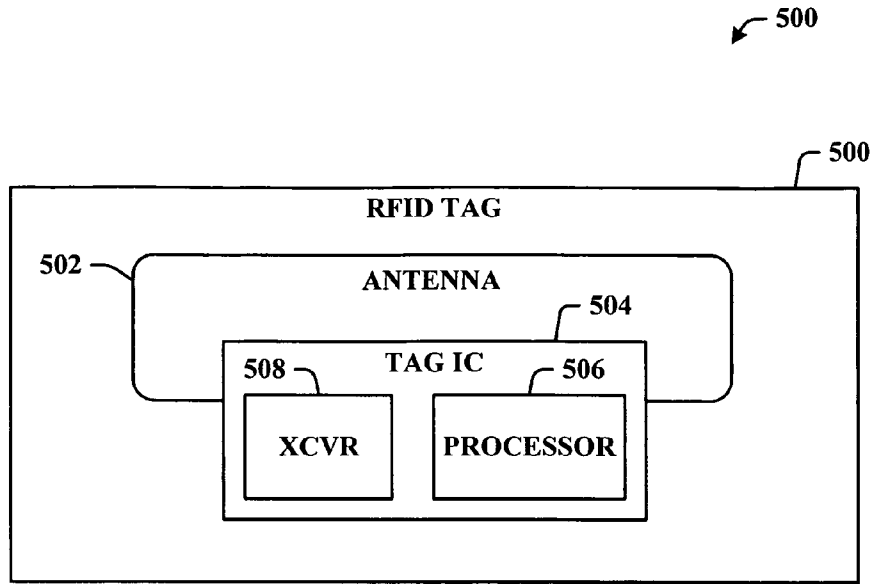 500
500
RFID TAG
502
ANTENNA
504
TAG IC
508
506
XCVR
PROCESSOR